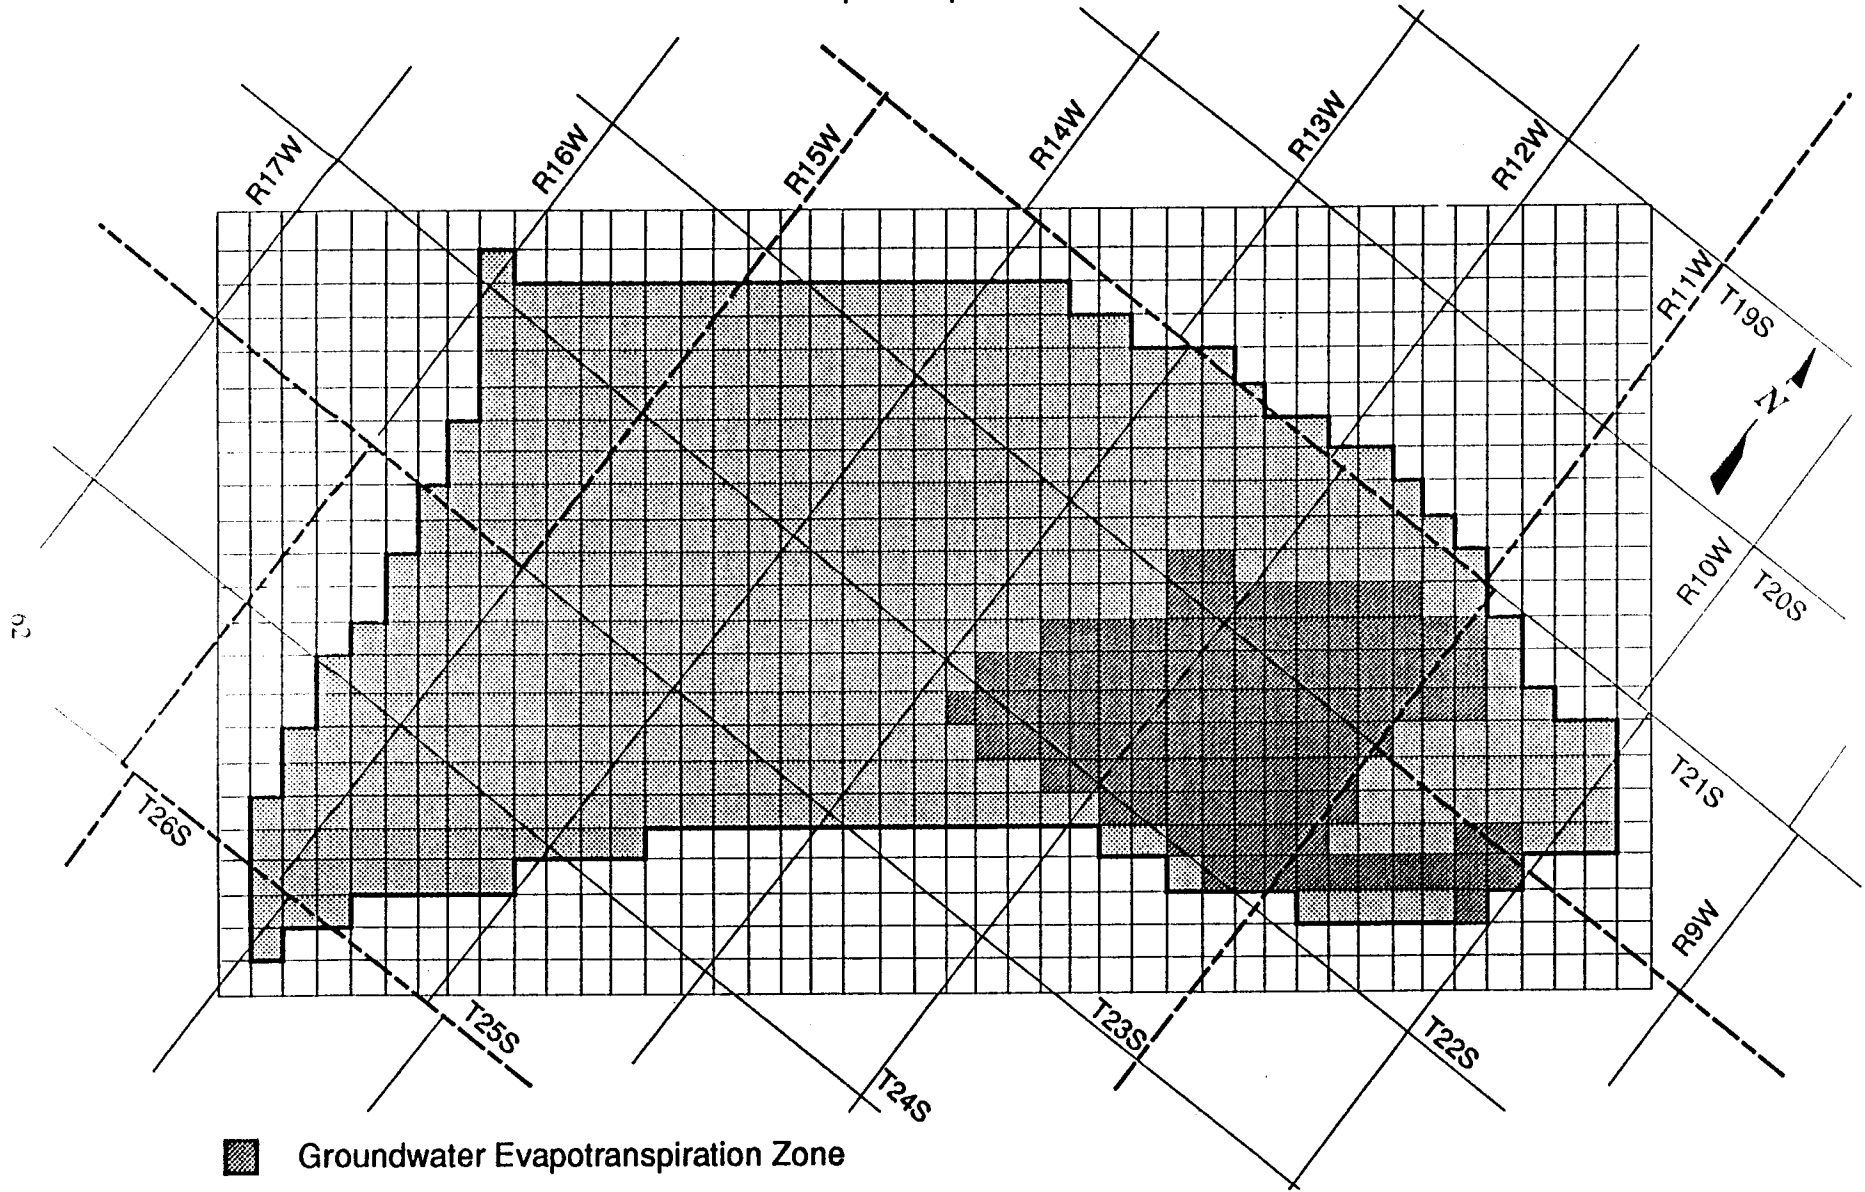 R17W
R16W
R15W
R14W
R13W
R12W
R11W
T19S
N
R10W
T20S
62
T21S
T26S
R9W
T25S
T23S
T22S
T24S
Groundwater Evapotranspiration Zone